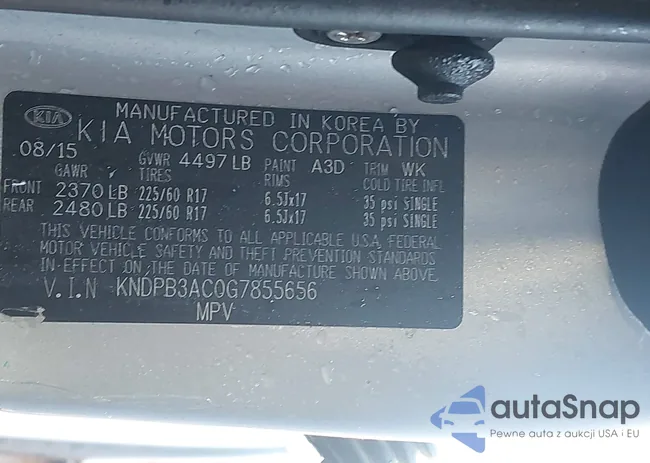 KIA MANUFACTURED IN KOREA BY
KIA MOTORS CORPORATION
08/15 GVWR 4497 LB PAINT A3D TRIM WK
GAWR TIRES RIMS COLD TIRE INFL
FRONT 2370 LB 225/60 R17 6.5Jx17 35 psi SINGLE
REAR 2480 LB 225/60 R17 6.5Jx17 35 psi SINGLE
THIS VEHICLE CONFORMS TO ALL APPLICABLE U.S.A. FEDERAL
MOTOR VEHICLE SAFETY AND THEFT PREVENTION STANDARDS
IN EFFECT ON THE DATE OF MANUFACTURE SHOWN ABOVE.
V.I.N KNDPB3AC0G7855656
MPV
autaSnap
Pewne auta z aukcji USA i EU